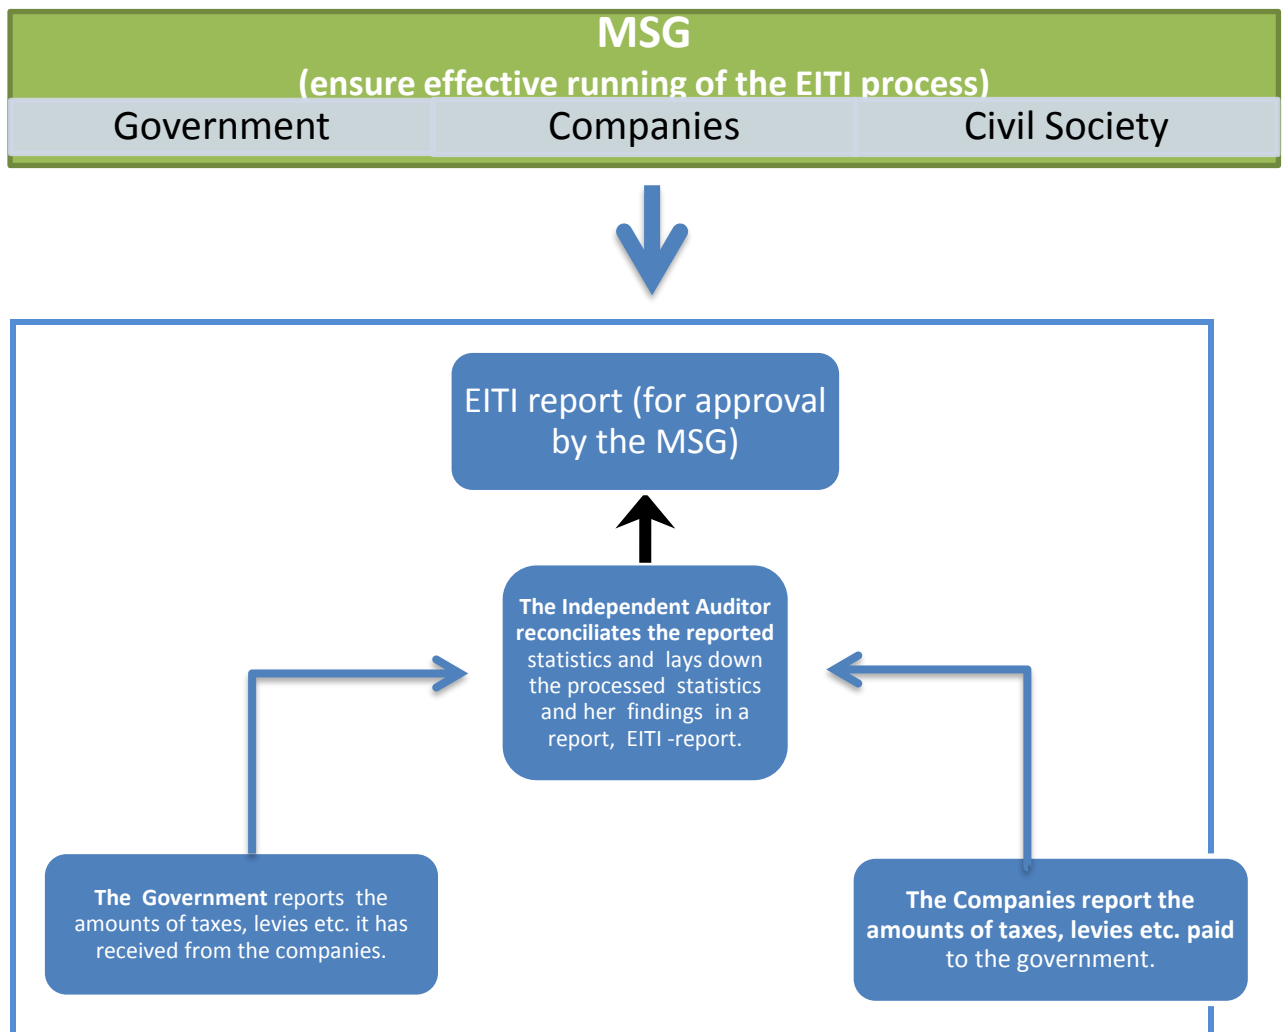 MSG
(ensure effective running of the EITI process)
Government Companies Civil Society
EITI report (for approval
by the MSG)
The Independent Auditor
reconciliates the reported
statistics and lays down
the processed statistics
and her findings in a
report, EITI -report.
The Government reports the
amounts of taxes, levies etc. it has
received from the companies.
The Companies report the
amounts of taxes, levies etc. paid
to the government.